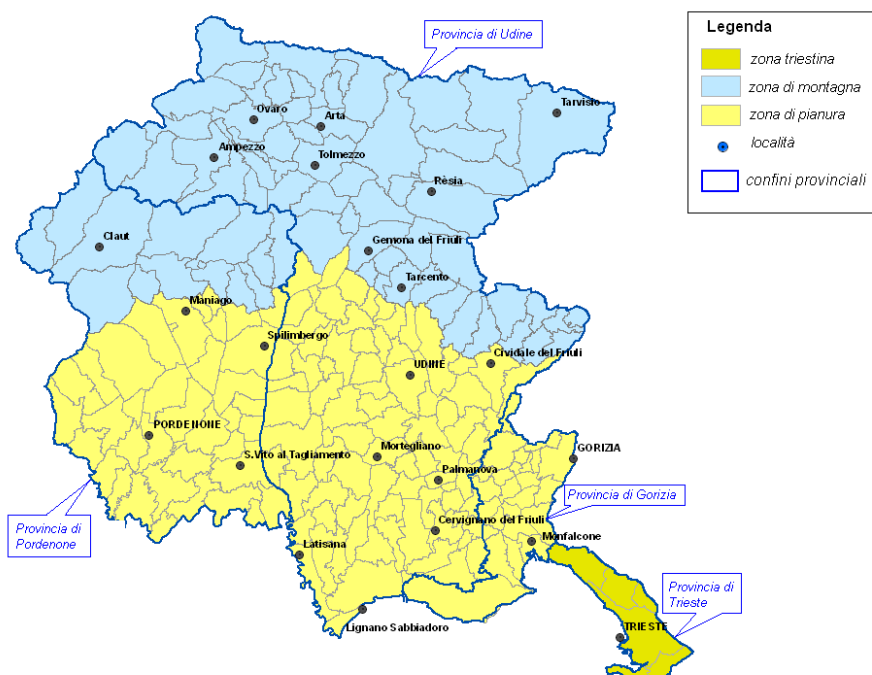 Provincia di Udine
Legenda
zona triestina
zona di montagna
zona di pianura
località
confini provinciali
Ovaro
Arta
Tarvisio
Ampezzo
Tolmezzo
Rèsia
Claut
Gemona del Friuli
Tarcento
Maniago
Spilimbergo
UDINE
Cividale del Friuli
PORDENONE
S.Vito al Tagliamento
Mortegliano
GORIZIA
Palmanova
Provincia di Gorizia
Provincia di
Pordenone
Cervignano del Friuli
Monfalcone
Latisana
Provincia di
Trieste
Lignano Sabbiadoro
TRIESTE